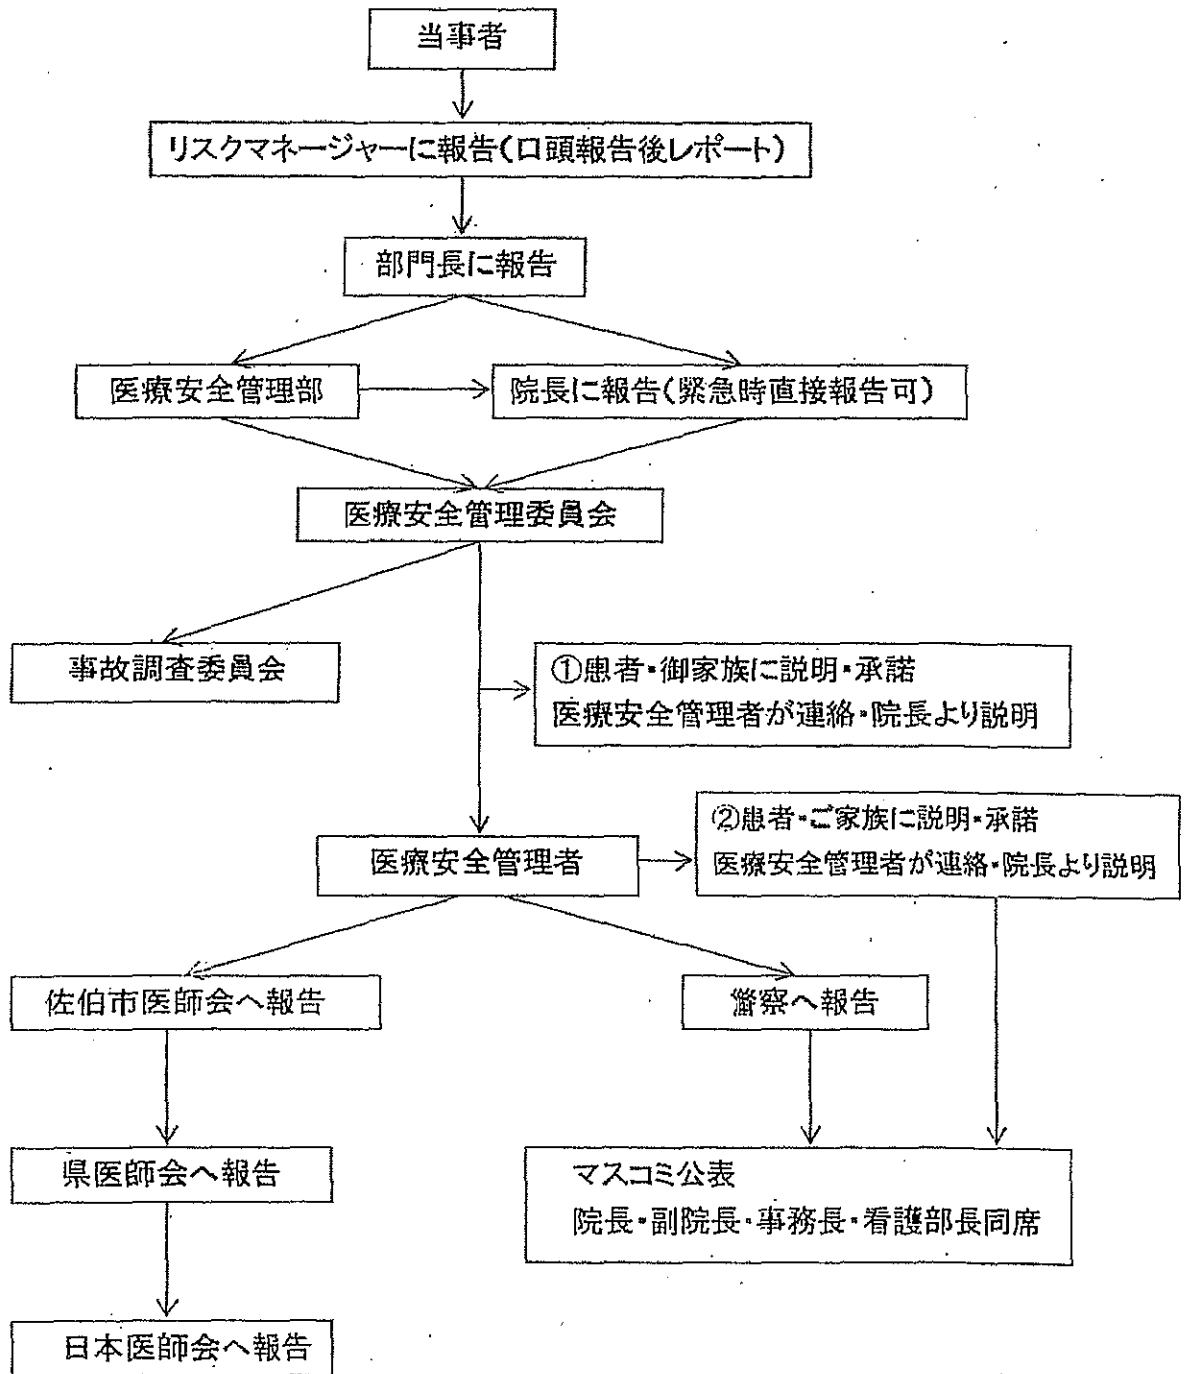 当事者
リスクマネージャーに報告(口頭報告後レポート)
部門長に報告
医療安全管理部
院長に報告(緊急時直接報告可)
医療安全管理委員会
事故調査委員会
①患者・御家族に説明・承諾
医療安全管理者が連絡・院長より説明
医療安全管理者
②患者・ご家族に説明・承諾
医療安全管理者が連絡・院長より説明
佐伯市医師会へ報告
警察へ報告
県医師会へ報告
マスコミ公表
院長・副院長・事務長・看護部長同席
日本医師会へ報告